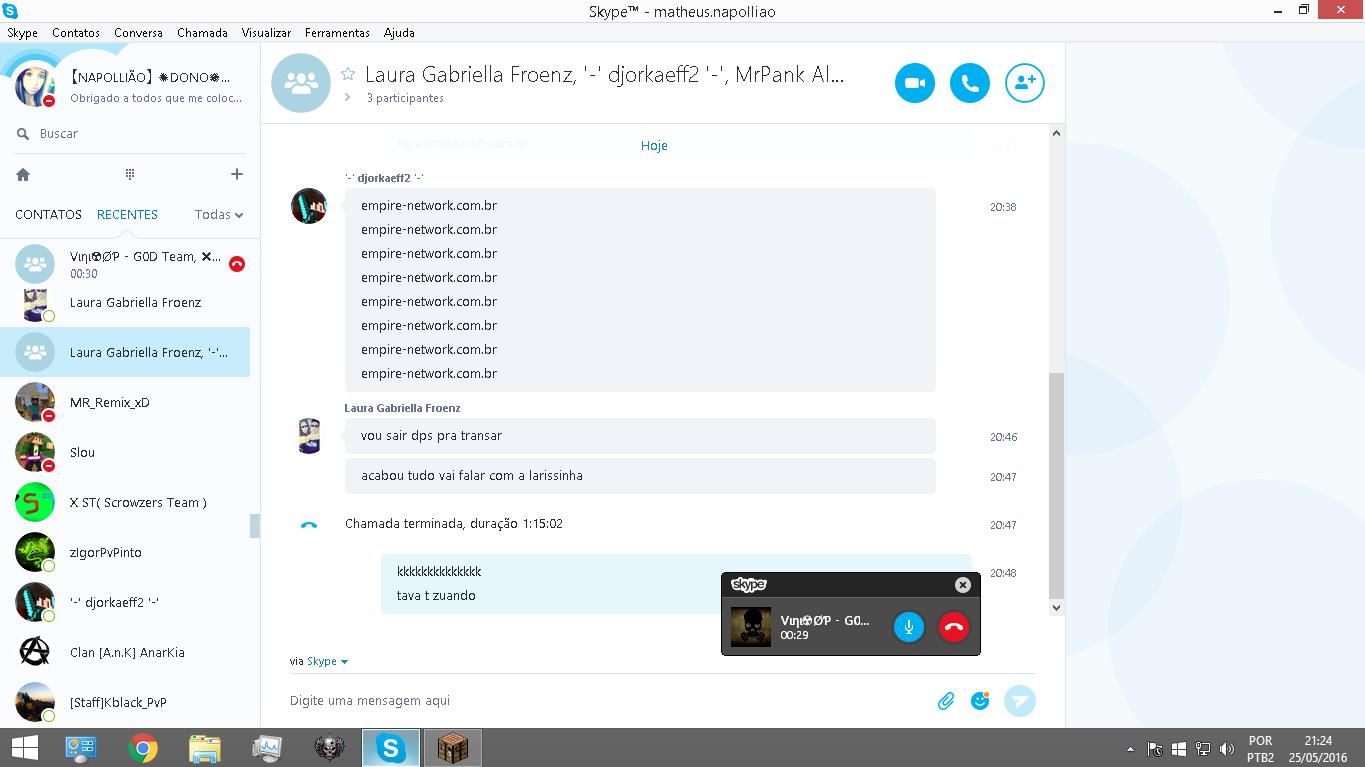 Skype™ - matheus.napolliao
Skype Contatos Conversa Chamada Visualizar Ferramentas Ajuda
【NAPOLLIÃO】✵DONO❋...
Obrigado a todos que me coloc...
Buscar
CONTATOS RECENTES Todas
Vιηι☢ØƤ - G0D Team, ✖...
00:30
Laura Gabriella Froenz
Laura Gabriella Froenz, '-'...
MR_Remix_xD
Slou
X ST( Scrowzers Team )
zIgorPvPinto
'-' djorkaeff2 '-'
Clan [A.n.K] AnarKia
[Staff]Kblack_PvP
Laura Gabriella Froenz, '-' djorkaeff2 '-', MrPank Al...
3 participantes
hg.wombocraft.com.br
Hoje
'-' djorkaeff2 '-'
empire-network.com.br 20:38
empire-network.com.br
empire-network.com.br
empire-network.com.br
empire-network.com.br
empire-network.com.br
empire-network.com.br
empire-network.com.br
Laura Gabriella Froenz
vou sair dps pra transar 20:46
acabou tudo vai falar com a larissinha 20:47
Chamada terminada, duração 1:15:02 20:47
kkkkkkkkkkkkkk 20:48
tava t zuando
skype
Vιηι☢ØƤ - G0...
00:29
via Skype
Digite uma mensagem aqui
POR 21:24
PTB2 25/05/2016